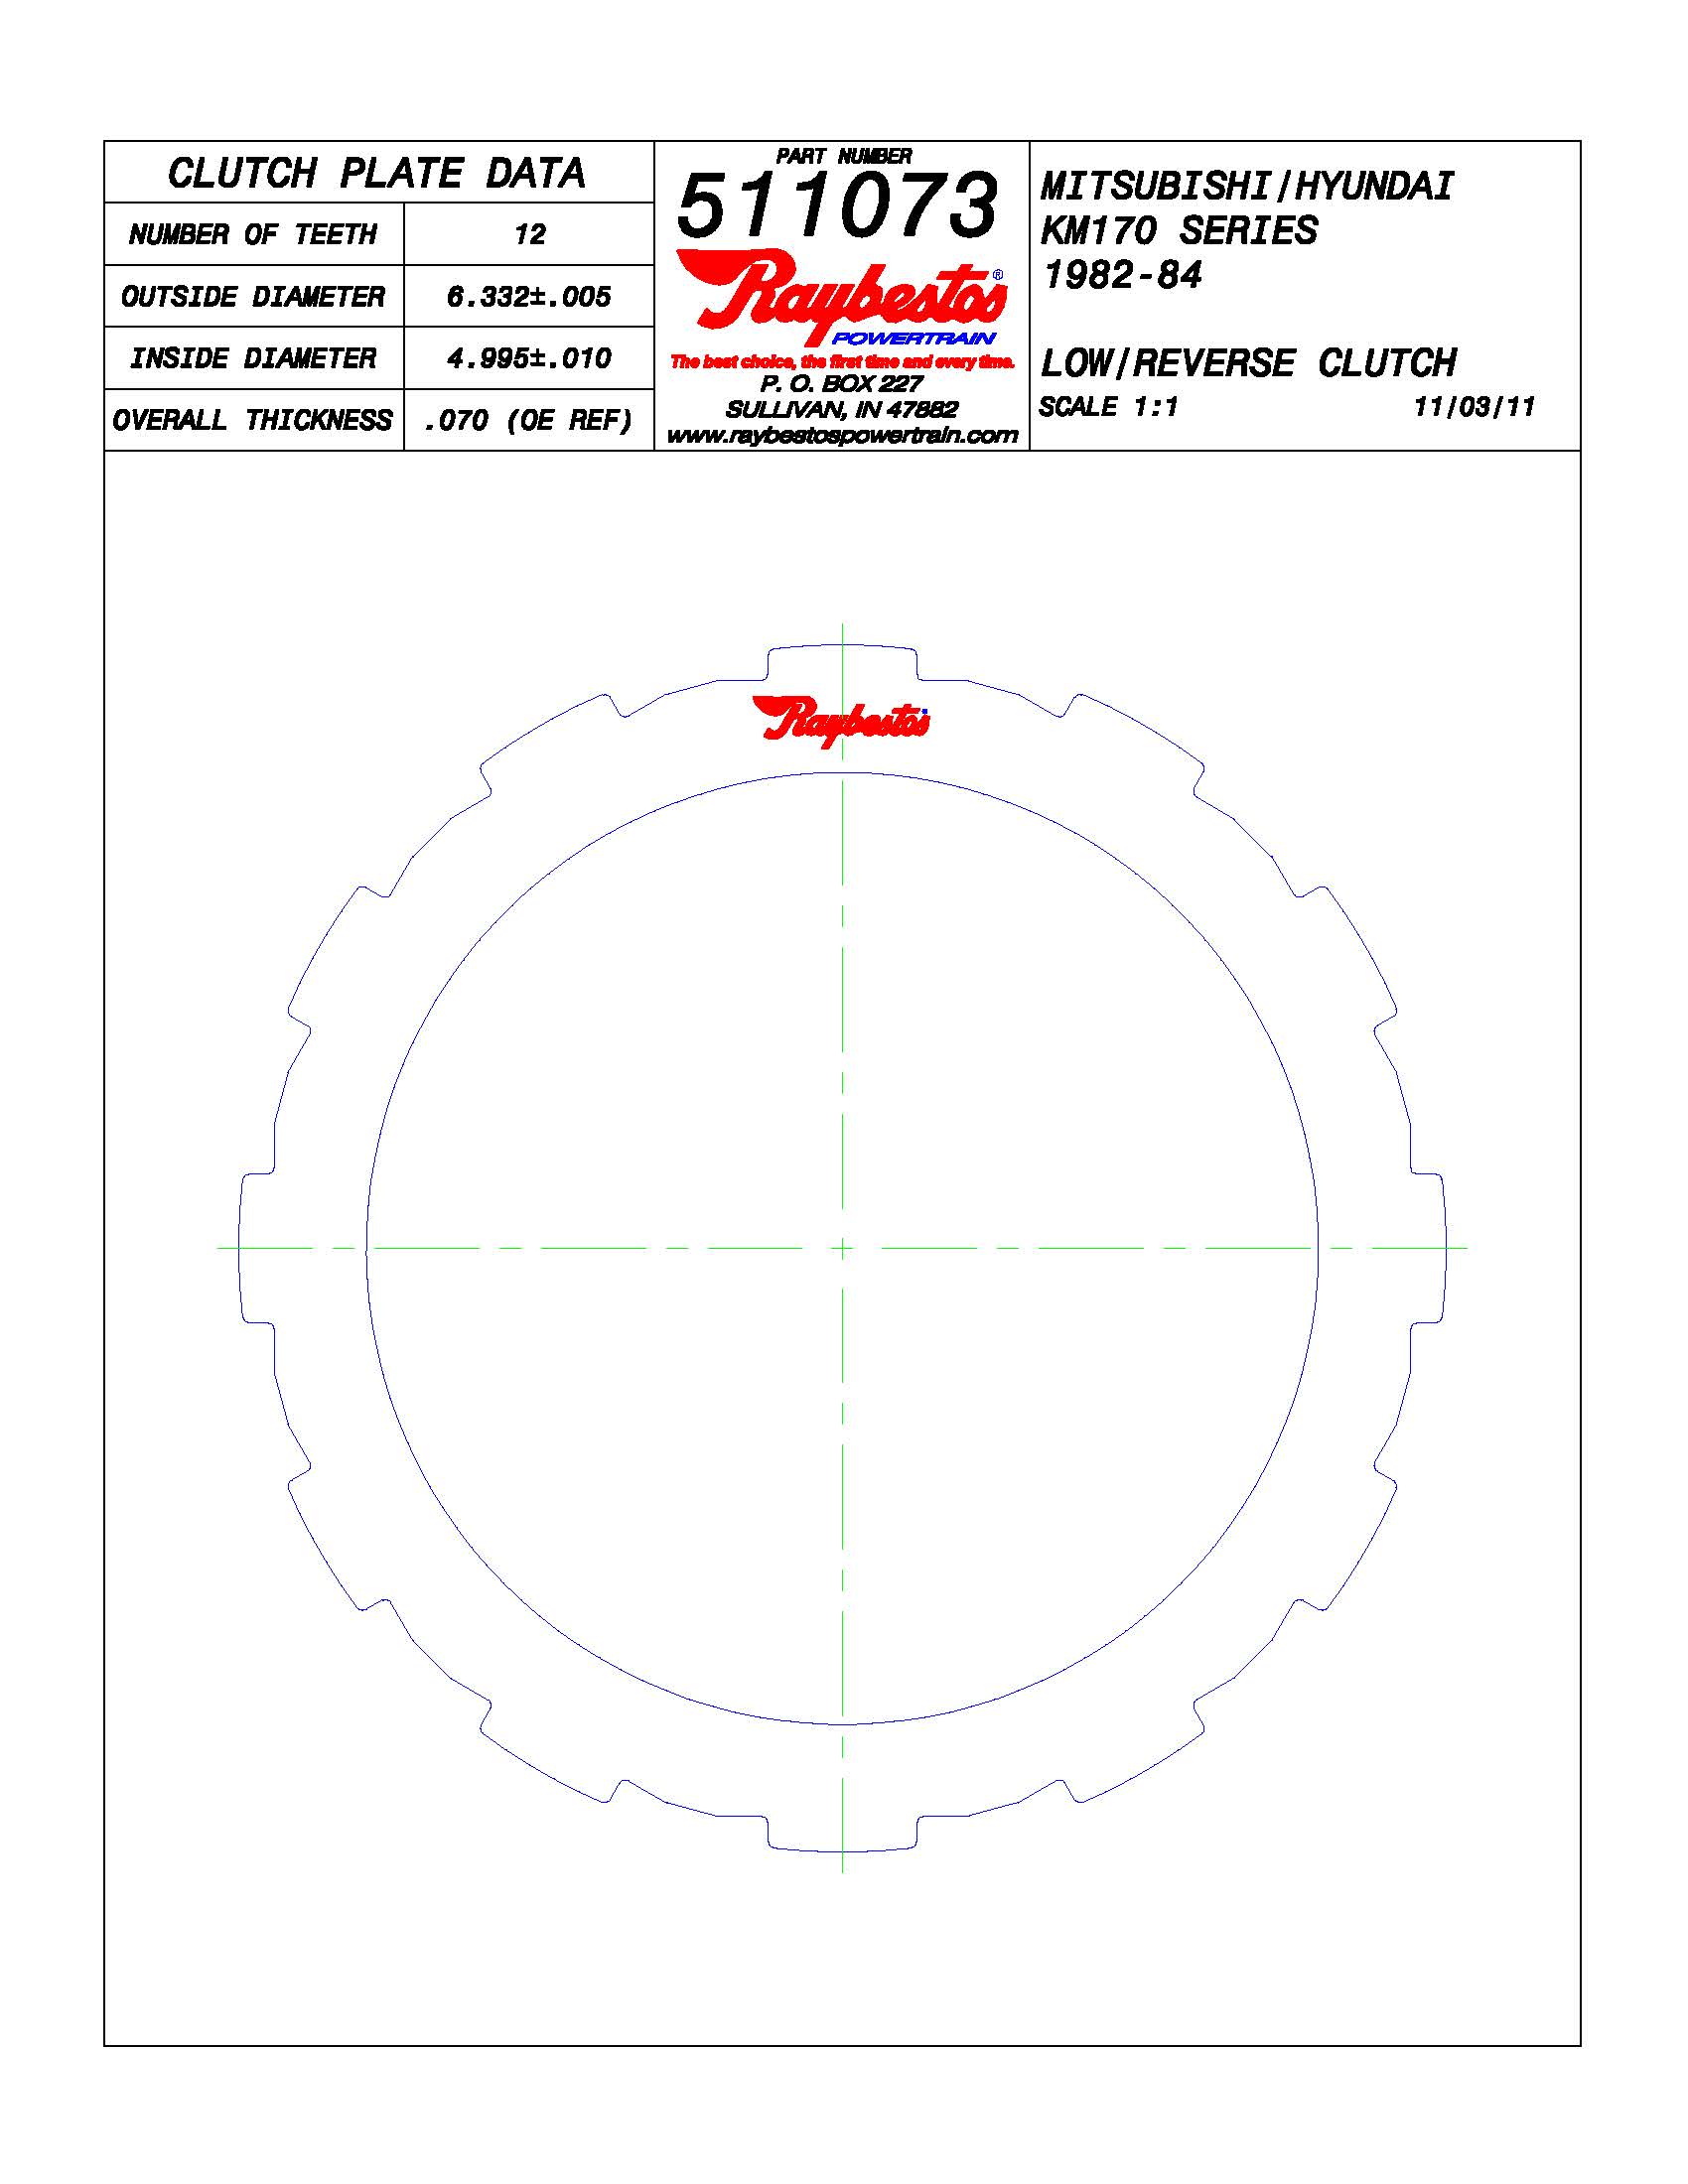 CLUTCH PLATE DATA
NUMBER OF TEETH 12
OUTSIDE DIAMETER 6.332±.005
INSIDE DIAMETER 4.995±.010
OVERALL THICKNESS .070 (OE REF)
PART NUMBER
511073
Raybestos®
POWERTRAIN
The best choice, the first time and every time.
P. O. BOX 227
SULLIVAN, IN 47882
www.raybestospowertrain.com
MITSUBISHI/HYUNDAI
KM170 SERIES
1982-84
LOW/REVERSE CLUTCH
SCALE 1:1 11/03/11
Raybestos